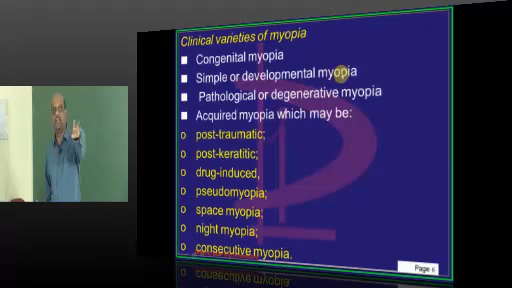 Clinical varieties of myopia
Congenital myopia
Simple or developmental myopia
Pathological or degenerative myopia
Acquired myopia which may be:
o post-traumatic;
o post-keratitic;
o drug-induced,
o pseudomyopia;
o space myopia;
o night myopia;
o consecutive myopia.
Page 6